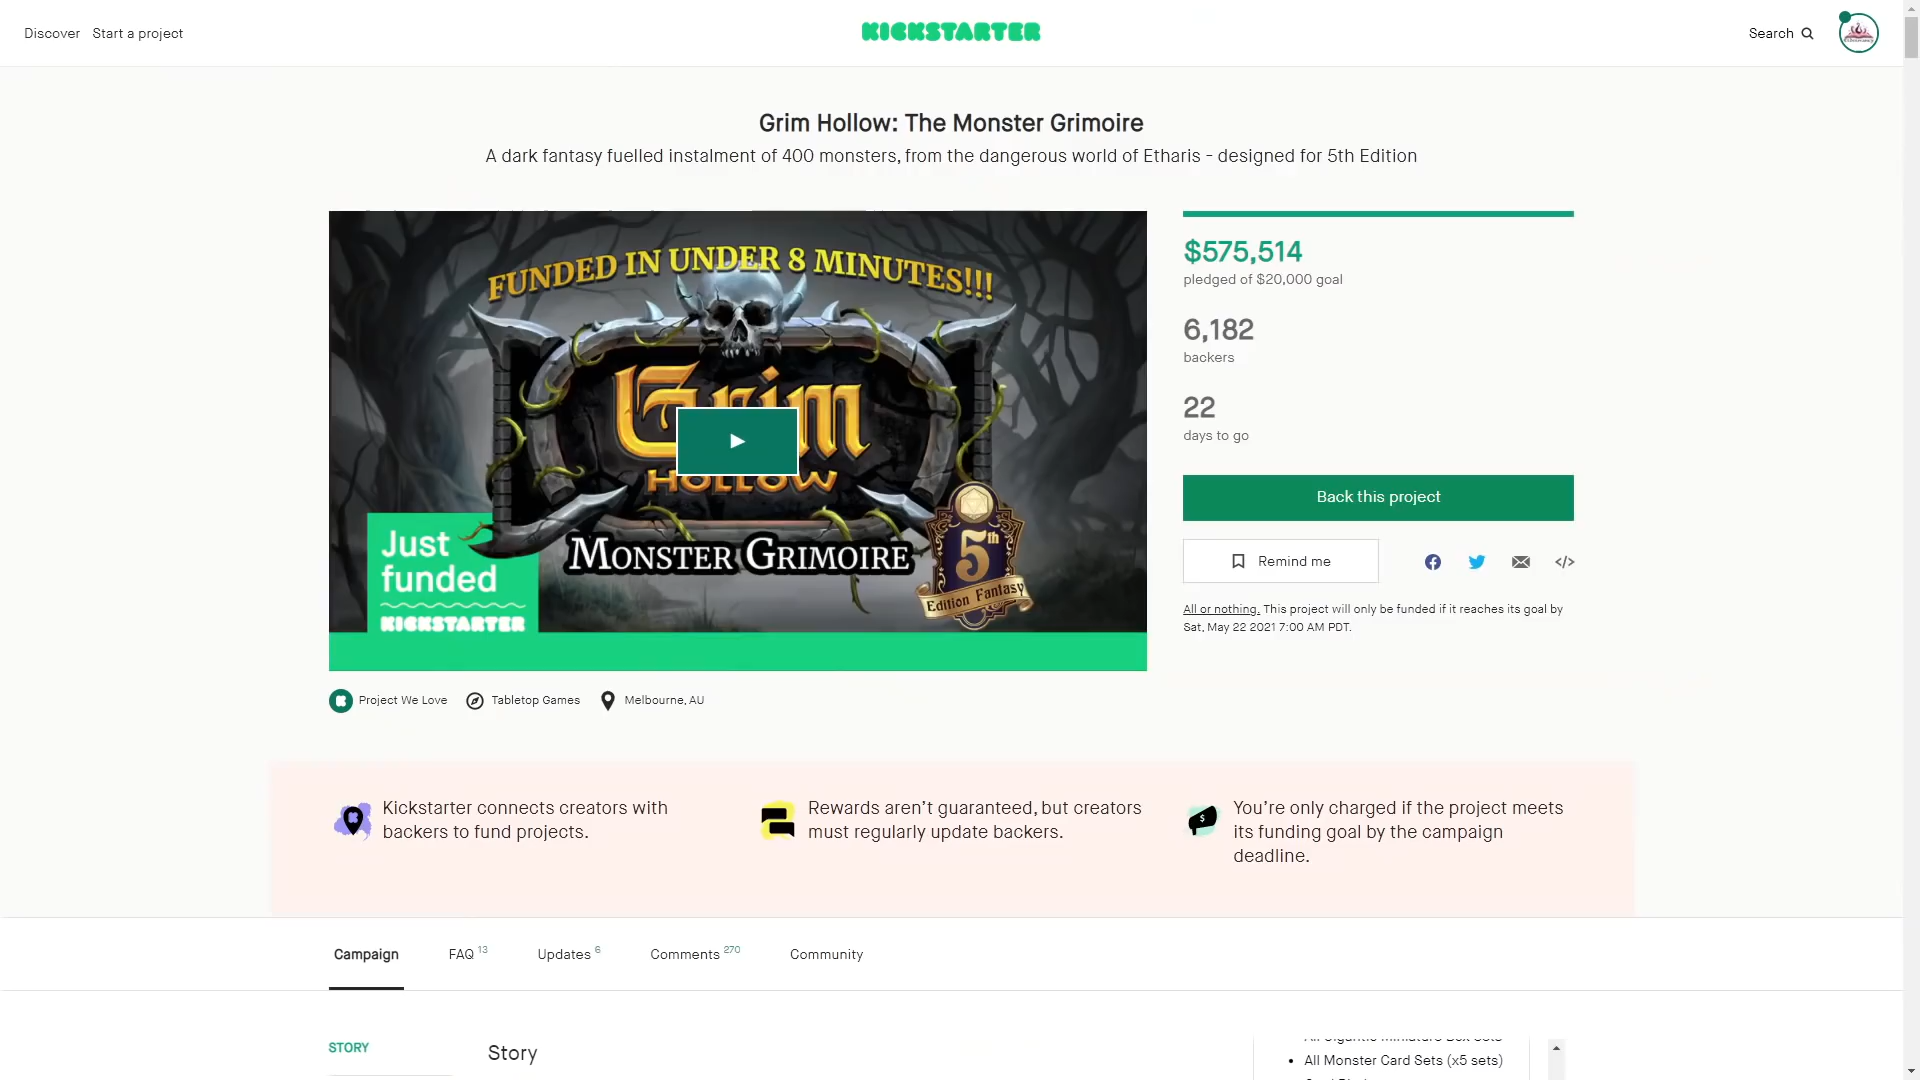 Discover Start a project KICKSTARTER Search
Grim Hollow: The Monster Grimoire
A dark fantasy fuelled instalment of 400 monsters, from the dangerous world of Etharis - designed for 5th Edition
FUNDED IN UNDER 8 MINUTES!!!
Grim
HOLLOW
MONSTER GRIMOIRE
5th
Edition Fantasy
Just
funded
KICKSTARTER
$575,514
pledged of $20,000 goal
6,182
backers
22
days to go
Back this project
Remind me
All or nothing. This project will only be funded if it reaches its goal by
Sat, May 22 2021 7:00 AM PDT.
Project We Love Tabletop Games Melbourne, AU
Kickstarter connects creators with
backers to fund projects.
Rewards aren’t guaranteed, but creators
must regularly update backers.
You’re only charged if the project meets
its funding goal by the campaign
deadline.
Campaign FAQ 13 Updates 6 Comments 270 Community
STORY
Story
All Gigantic Miniature Box Sets
• All Monster Card Sets (x5 sets)